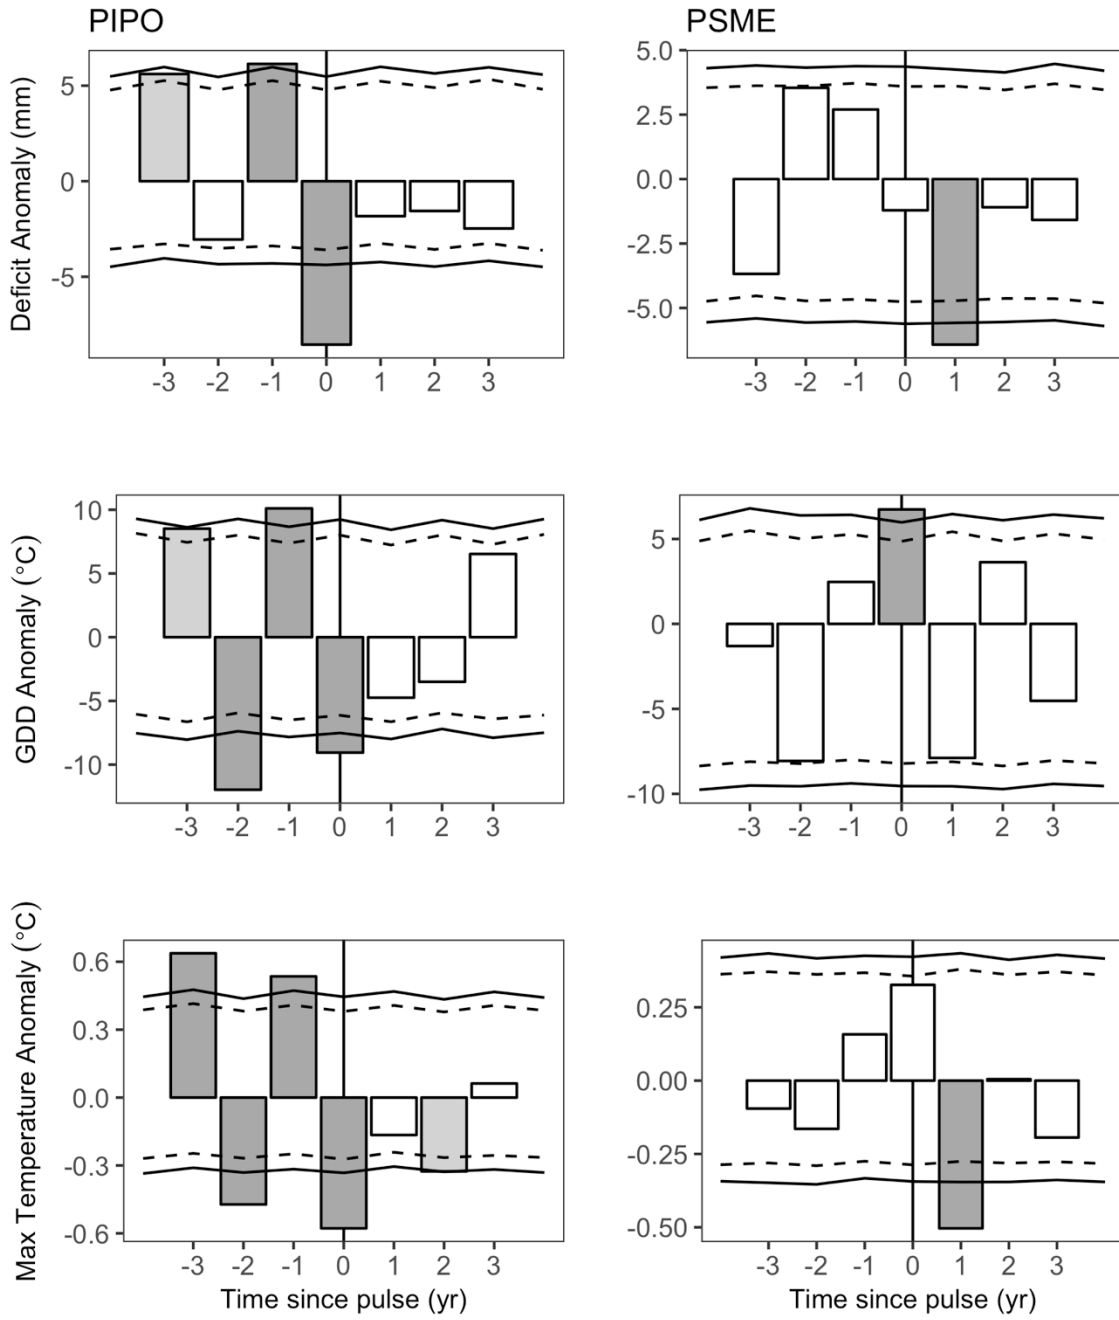 PIPO
PSME
Deficit Anomaly (mm)
5
0
-5
-3 -2 -1 0 1 2 3
5.0
2.5
0.0
-2.5
-5.0
-3 -2 -1 0 1 2 3
GDD Anomaly (°C)
10
5
0
-5
-10
-3 -2 -1 0 1 2 3
5
0
-5
-10
-3 -2 -1 0 1 2 3
Max Temperature Anomaly (°C)
0.6
0.3
0.0
-0.3
-0.6
-3 -2 -1 0 1 2 3
Time since pulse (yr)
0.25
0.00
-0.25
-0.50
-3 -2 -1 0 1 2 3
Time since pulse (yr)